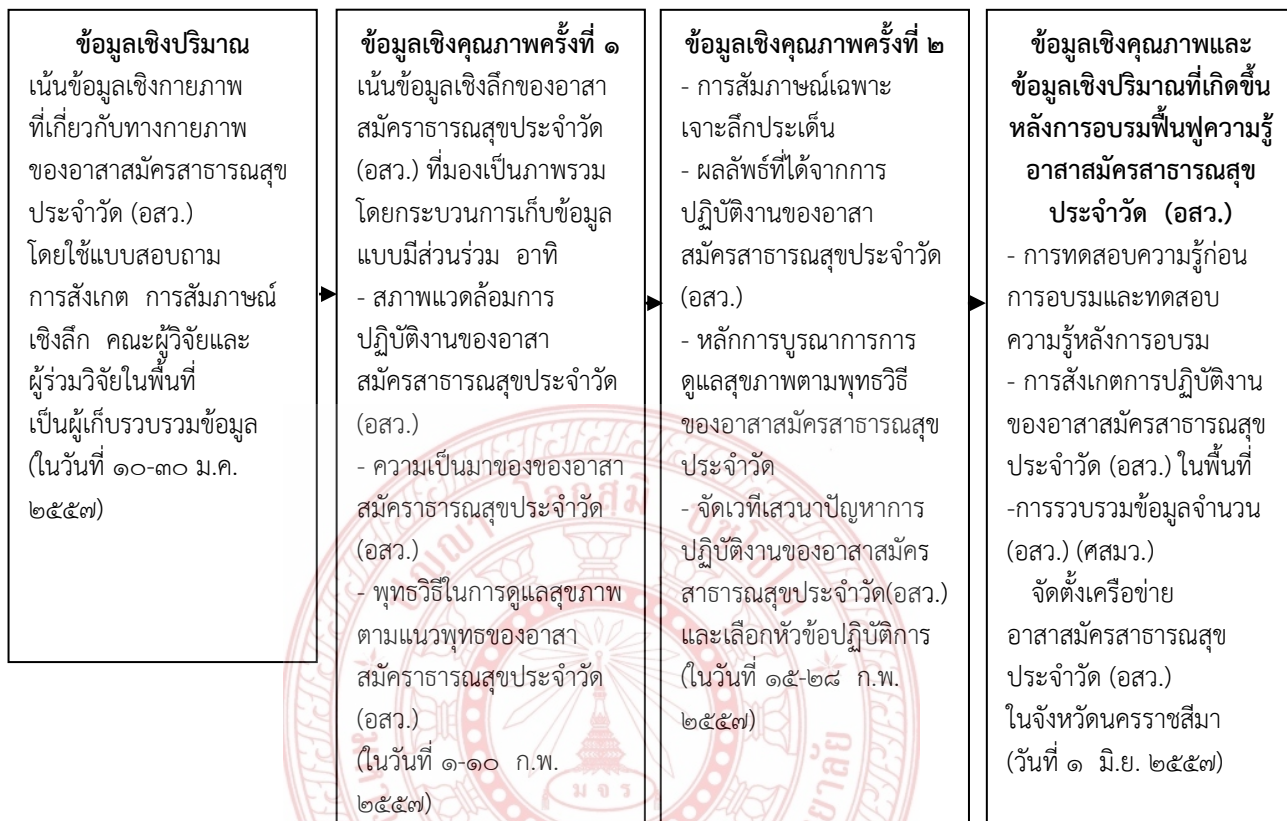 ข้อมูลเชิงปริมาณ
เน้นข้อมูลเชิงกายภาพ
ที่เกี่ยวกับทางกายภาพ
ของอาสาสมัครสาธารณสุข
ประจำวัด (อสว.)
โดยใช้แบบสอบถาม
การสังเกต การสัมภาษณ์
เชิงลึก คณะผู้วิจัยและ
ผู้ร่วมวิจัยในพื้นที่
เป็นผู้เก็บรวบรวมข้อมูล
(ในวันที่ ๑๐-๓๐ ม.ค.
๒๕๕๗)
ข้อมูลเชิงคุณภาพครั้งที่ ๑
เน้นข้อมูลเชิงลึกของอาสา
สมัคราธารณสุขประจำวัด
(อสว.) ที่มองเป็นภาพรวม
โดยกระบวนการเก็บข้อมูล
แบบมีส่วนร่วม อาทิ
- สภาพแวดล้อมการ
ปฏิบัติงานของอาสา
สมัครสาธารณสุขประจำวัด
(อสว.)
- ความเป็นมาของของอาสา
สมัคราธารณสุขประจำวัด
(อสว.)
- พุทธวิธีในการดูแลสุขภาพ
ตามแนวพุทธของอาสา
สมัคราธารณสุขประจำวัด
(อสว.)
(ในวันที่ ๑-๑๐ ก.พ.
๒๕๕๗)
ข้อมูลเชิงคุณภาพครั้งที่ ๒
- การสัมภาษณ์เฉพาะ
เจาะลึกประเด็น
- ผลลัพธ์ที่ได้จากการ
ปฏิบัติงานของอาสา
สมัครสาธารณสุขประจำวัด
(อสว.)
- หลักการบูรณาการการ
ดูแลสุขภาพตามพุทธวิธี
ของอาสาสมัครสาธารณสุข
ประจำวัด
- จัดเวทีเสวนาปัญหาการ
ปฏิบัติงานของอาสาสมัคร
สาธารณสุขประจำวัด(อสว.)
และเลือกหัวข้อปฏิบัติการ
(ในวันที่ ๑๕-๒๘ ก.พ.
๒๕๕๗)
ข้อมูลเชิงคุณภาพและ
ข้อมูลเชิงปริมาณที่เกิดขึ้น
หลังการอบรมฟื้นฟูความรู้
อาสาสมัครสาธารณสุข
ประจำวัด (อสว.)
- การทดสอบความรู้ก่อน
การอบรมและทดสอบ
ความรู้หลังการอบรม
- การสังเกตการปฏิบัติงาน
ของอาสาสมัครสาธารณสุข
ประจำวัด (อสว.) ในพื้นที่
-การรวบรวมข้อมูลจำนวน
(อสว.) (ศสมว.)
จัดตั้งเครือข่าย
อาสาสมัครสาธารณสุข
ประจำวัด (อสว.)
ในจังหวัดนครราชสีมา
(วันที่ ๑ มิ.ย. ๒๕๕๗)
โลกสฺมิ
ม จ ร